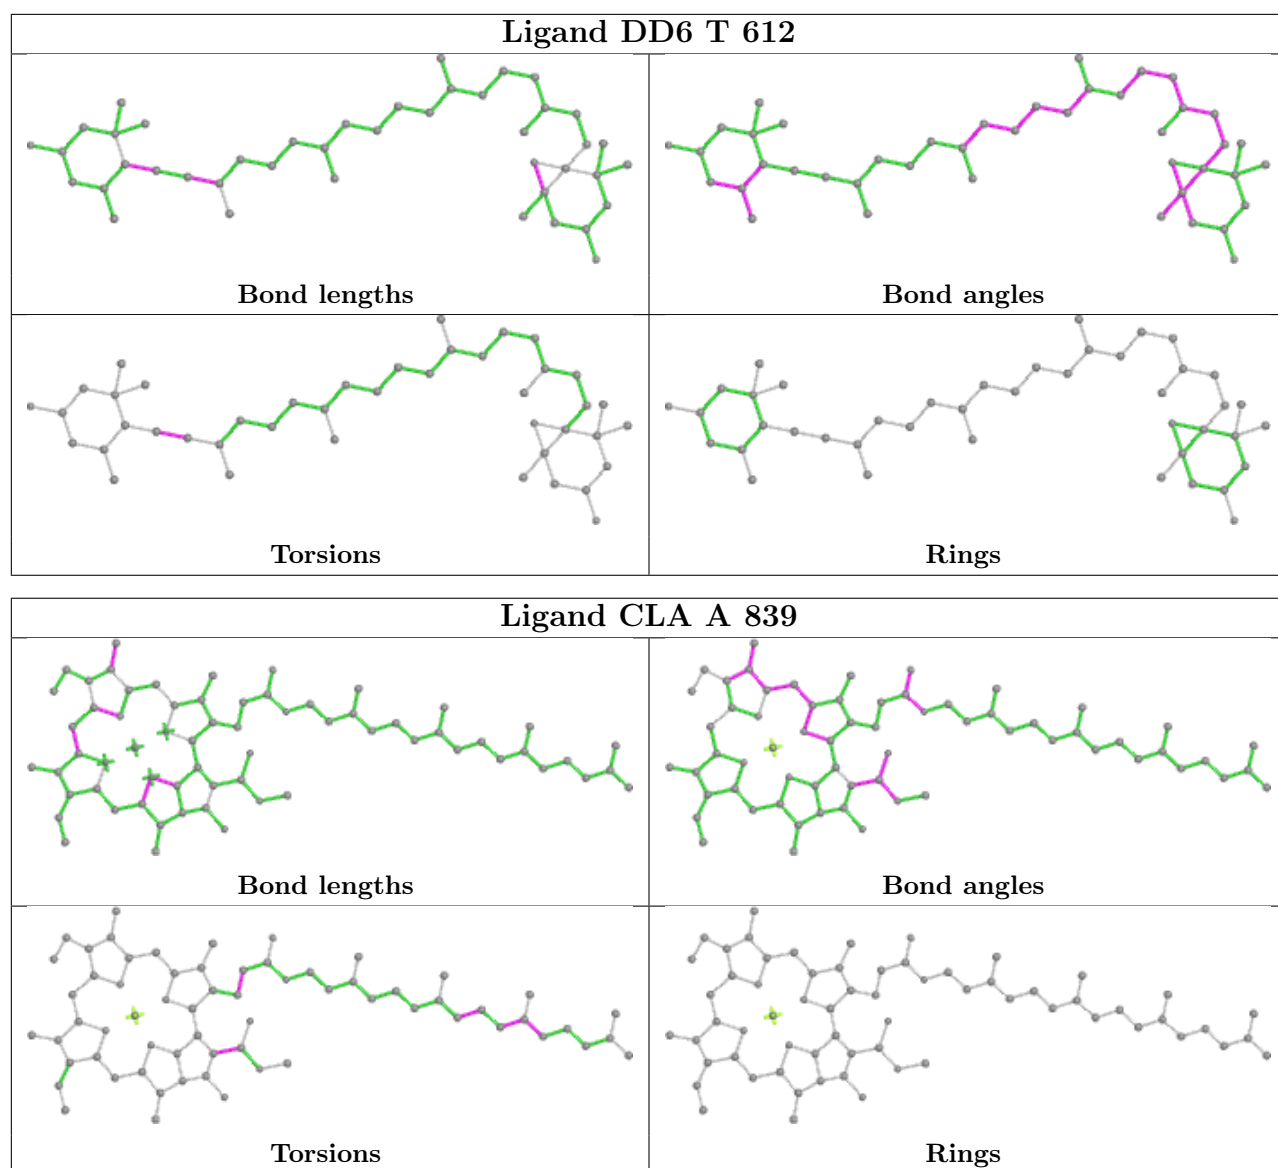 Ligand DD6 T 612
Bond lengths
Bond angles
Torsions
Rings
Ligand CLA A 839
Bond lengths
Bond angles
Torsions
Rings